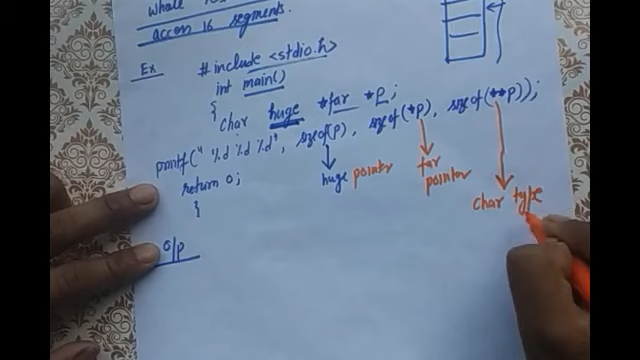 whole
access 16 segments.
Ex
#include <stdio.h>
int main()
{
char huge *far *p;
printf("%d %d %d", sizeof(p), sizeof(*p), sizeof(**p));
huge pointer
far pointer
char type
return 0;
}
O/P